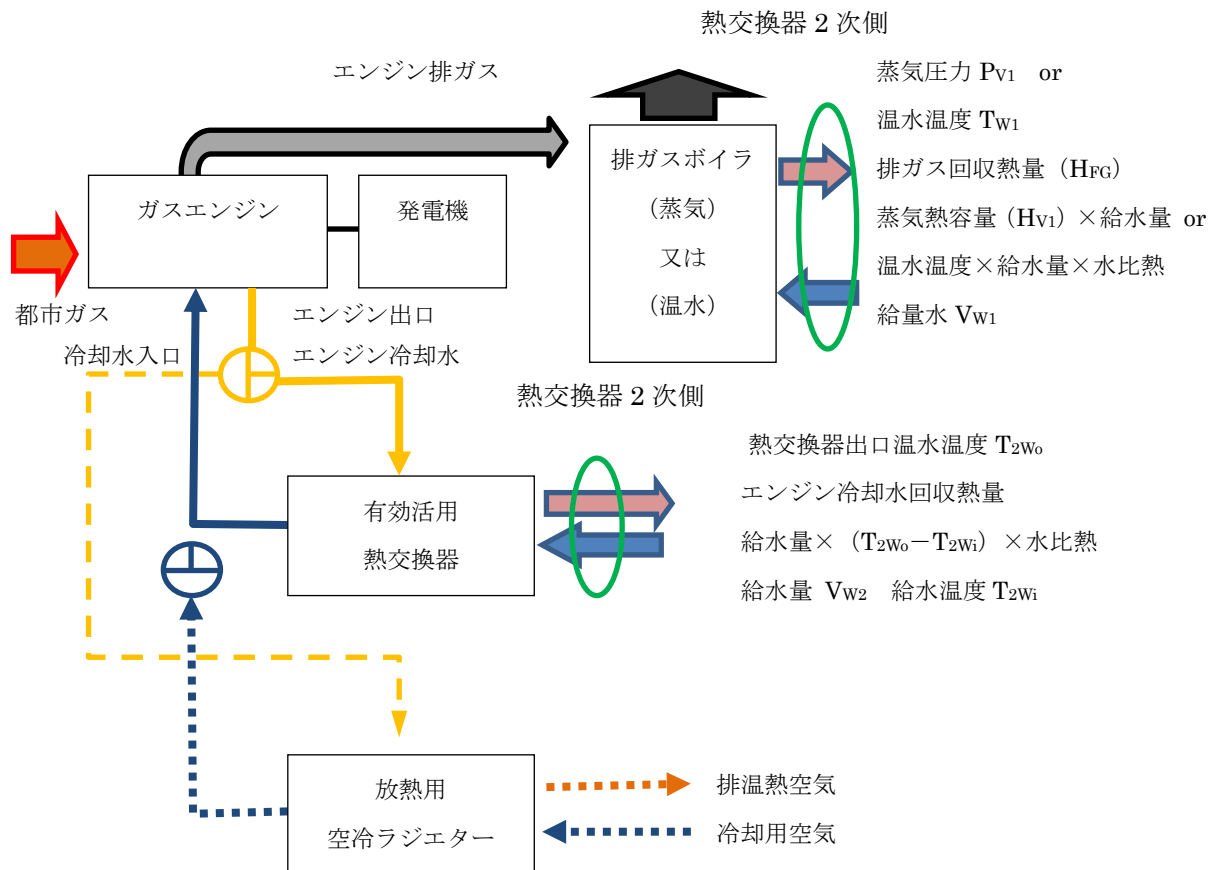 熱交換器 2 次側
エンジン排ガス
蒸気圧力 PV1 or
温水温度 TW1
排ガス回収熱量（HFG）
蒸気熱容量（HV1）×給水量 or
温水温度×給水量×水比熱
給量水 VW1
排ガスボイラ
（蒸気）
又は
（温水）
ガスエンジン
発電機
都市ガス
エンジン出口
冷却水入口
エンジン冷却水
熱交換器 2 次側
熱交換器出口温水温度 T2Wo
エンジン冷却水回収熱量
給水量×（T2Wo－T2Wi）×水比熱
給水量 VW2 給水温度 T2Wi
有効活用
熱交換器
放熱用
空冷ラジエター
排温熱空気
冷却用空気